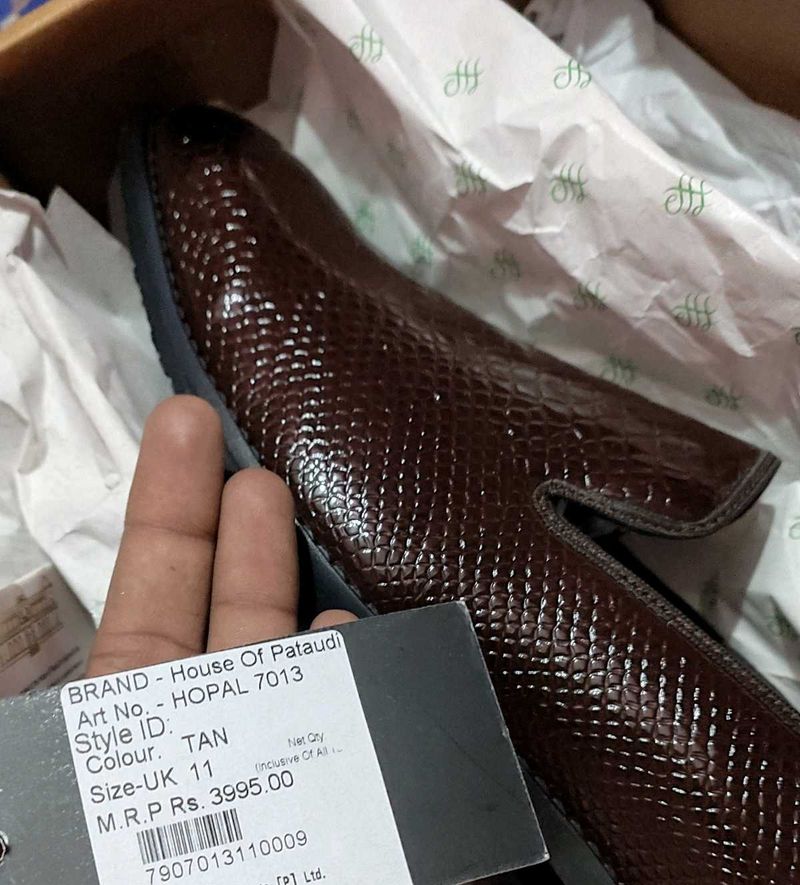 BRAND - House Of Pataudi
Art No. - HOPAL 7013
Style ID:
Colour. TAN
Net Qty
Size-UK 11
(Inclusive Of All
M.R.P Rs. 3995.00
7907013110009
[P] Ltd.